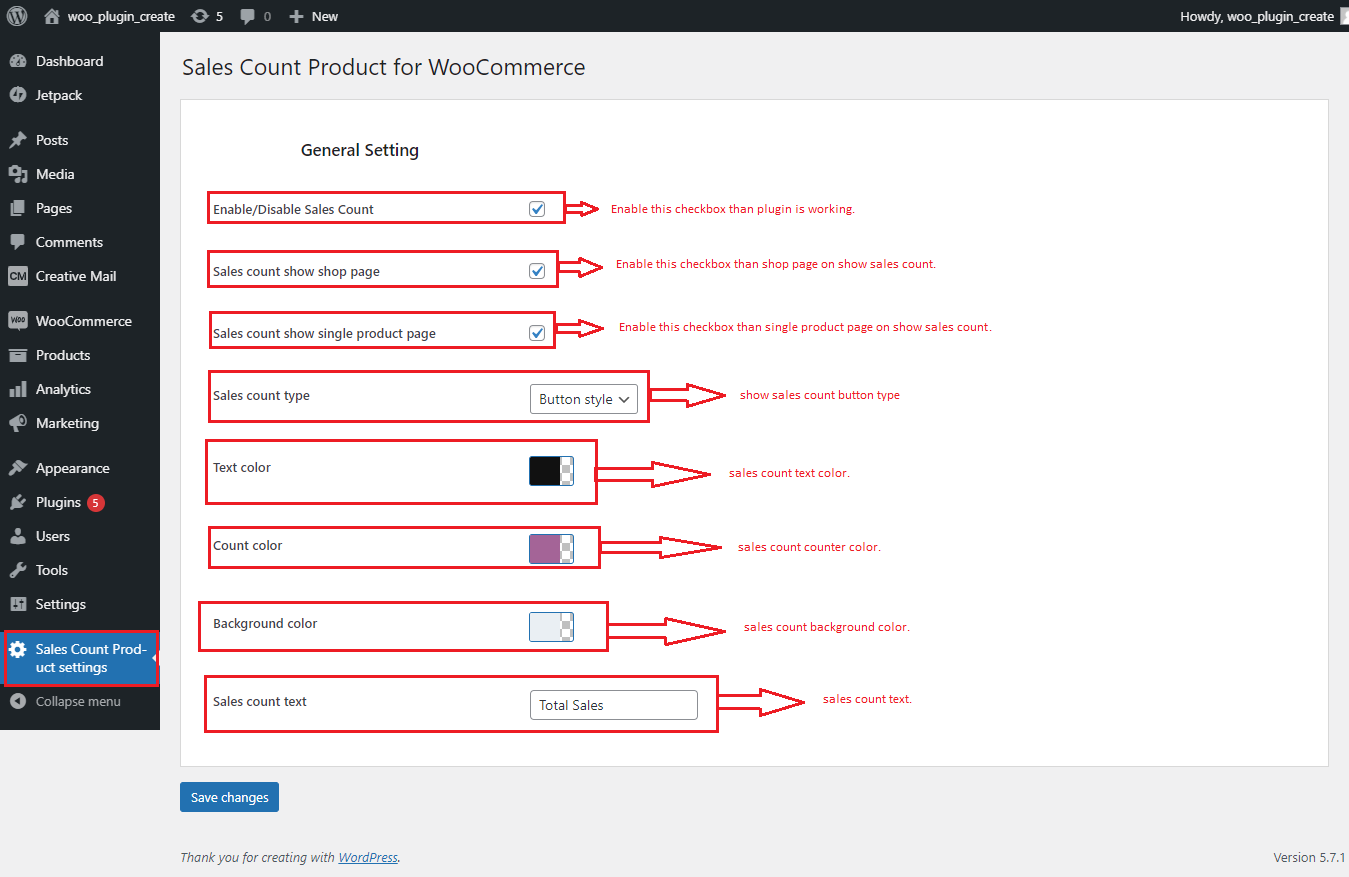 woo_plugin_create 5 0 New Howdy, woo_plugin_create
Dashboard
Jetpack
Posts
Media
Pages
Comments
CM Creative Mail
Woo WooCommerce
Products
Analytics
Marketing
Appearance
Plugins 5
Users
Tools
Settings
Sales Count Prod-
uct settings
Collapse menu
Sales Count Product for WooCommerce
General Setting
Enable/Disable Sales Count Enable this checkbox than plugin is working.
Sales count show shop page Enable this checkbox than shop page on show sales count.
Sales count show single product page Enable this checkbox than single product page on show sales count.
Sales count type Button style show sales count button type
Text color sales count text color.
Count color sales count counter color.
Background color sales count background color.
Sales count text Total Sales sales count text.
Save changes
Thank you for creating with WordPress. Version 5.7.1